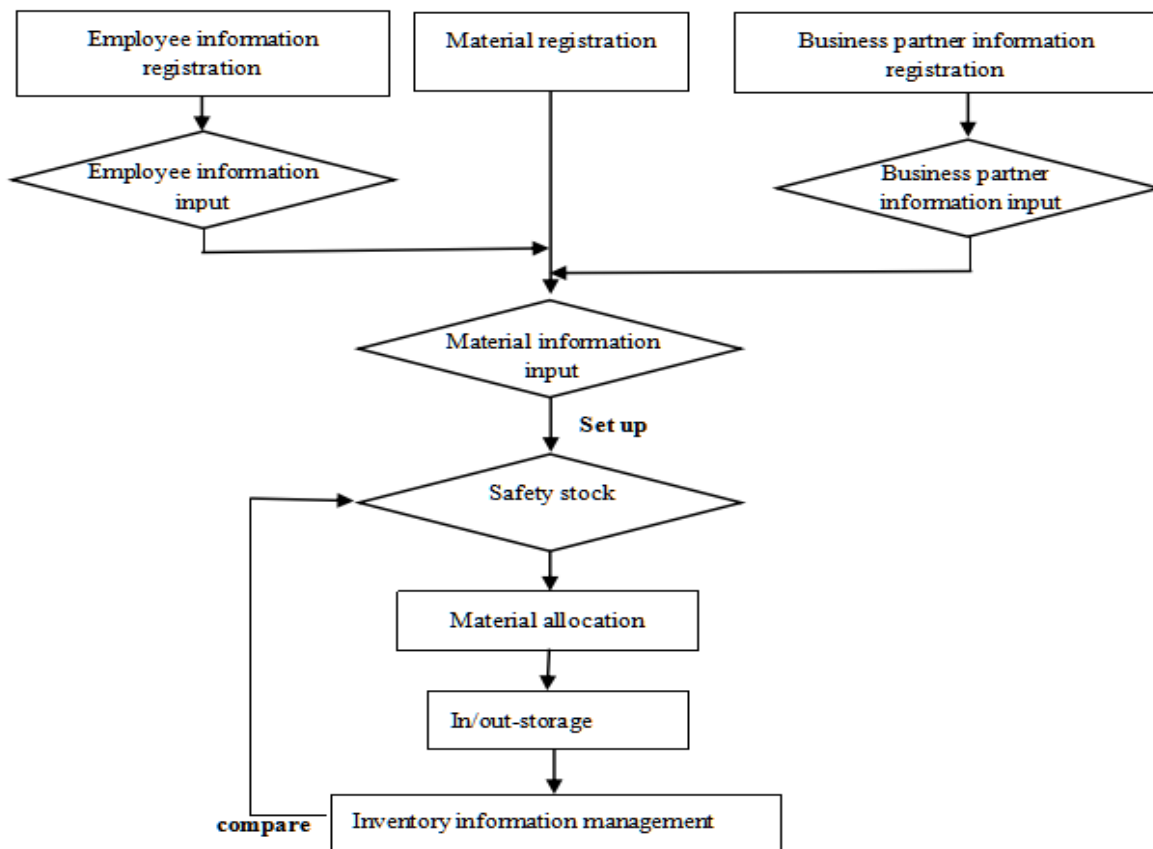 Employee information
registration
Material registration
Business partner information
registration
Employee information
input
Business partner
information input
Material information
input
Set up
Safety stock
Material allocation
In/out-storage
compare
Inventory information management